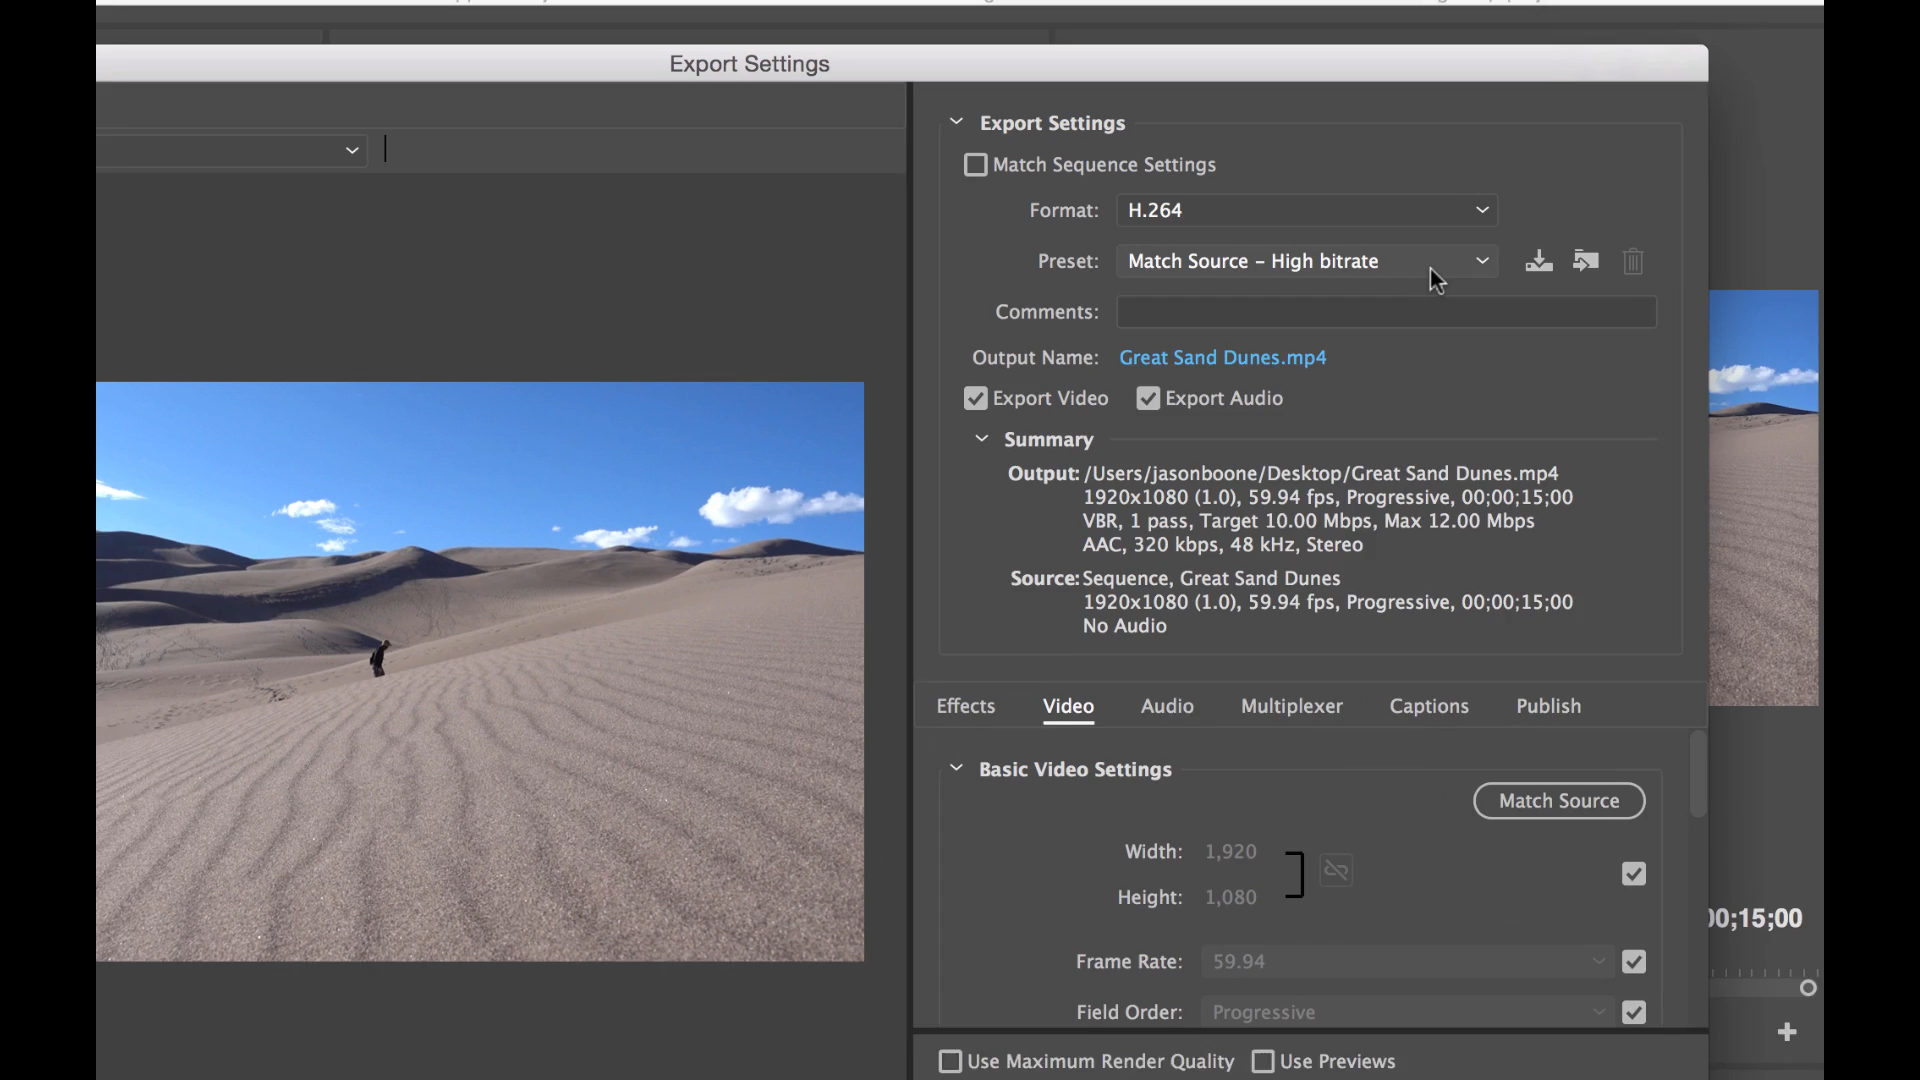 Export Settings
Export Settings
Match Sequence Settings
Format: H.264
Preset: Match Source – High bitrate
Comments:
Output Name: Great Sand Dunes.mp4
Export Video Export Audio
Summary
Output: /Users/jasonboone/Desktop/Great Sand Dunes.mp4
1920x1080 (1.0), 59.94 fps, Progressive, 00;00;15;00
VBR, 1 pass, Target 10.00 Mbps, Max 12.00 Mbps
AAC, 320 kbps, 48 kHz, Stereo
Source: Sequence, Great Sand Dunes
1920x1080 (1.0), 59.94 fps, Progressive, 00;00;15;00
No Audio
Effects Video Audio Multiplexer Captions Publish
Basic Video Settings
Match Source
Width: 1,920
Height: 1,080
00;15;00
Frame Rate: 59.94
Field Order: Progressive
Use Maximum Render Quality Use Previews